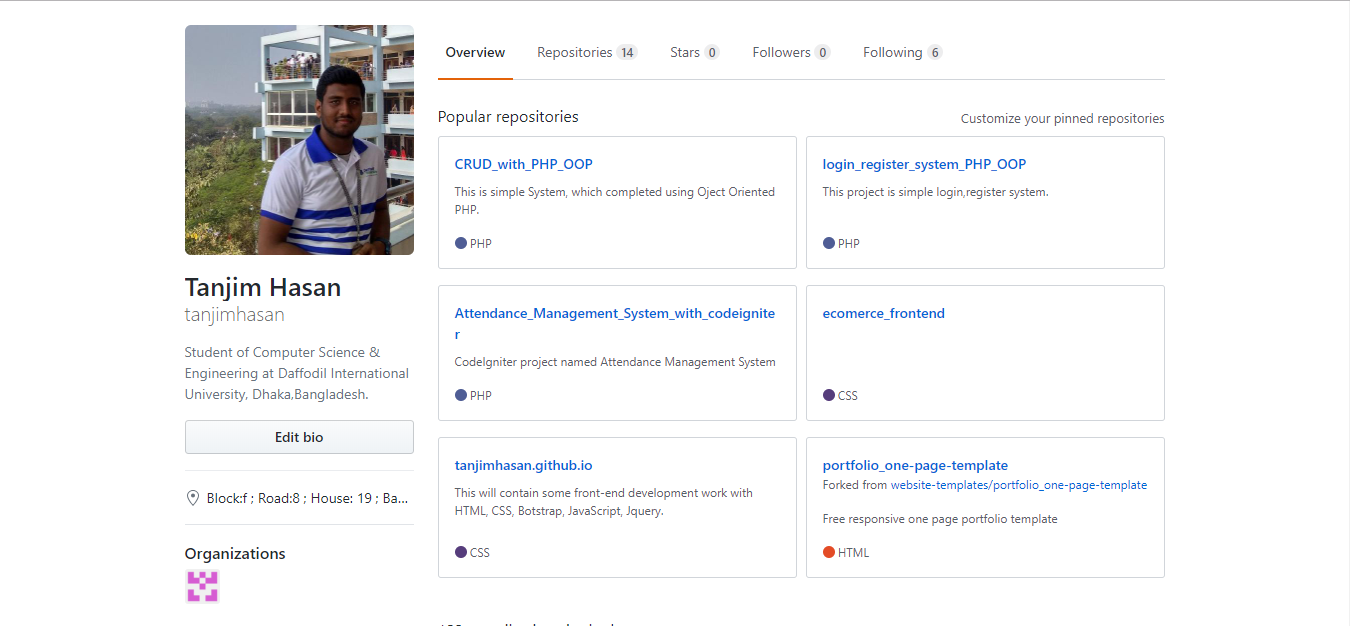 Overview Repositories 14 Stars 0 Followers 0 Following 6
Popular repositories
Customize your pinned repositories
CRUD_with_PHP_OOP
This is simple System, which completed using Oject Oriented
PHP.
PHP
login_register_system_PHP_OOP
This project is simple login,register system.
PHP
Tanjim Hasan
tanjimhasan
Student of Computer Science &
Engineering at Daffodil International
University, Dhaka,Bangladesh.
Edit bio
Block:f ; Road:8 ; House: 19 ; Ba...
Organizations
Attendance_Management_System_with_codeignite
r
CodeIgniter project named Attendance Management System
PHP
ecomerce_frontend
CSS
tanjimhasan.github.io
This will contain some front-end development work with
HTML, CSS, Botstrap, JavaScript, Jquery.
CSS
portfolio_one-page-template
Forked from website-templates/portfolio_one-page-template
Free responsive one page portfolio template
HTML